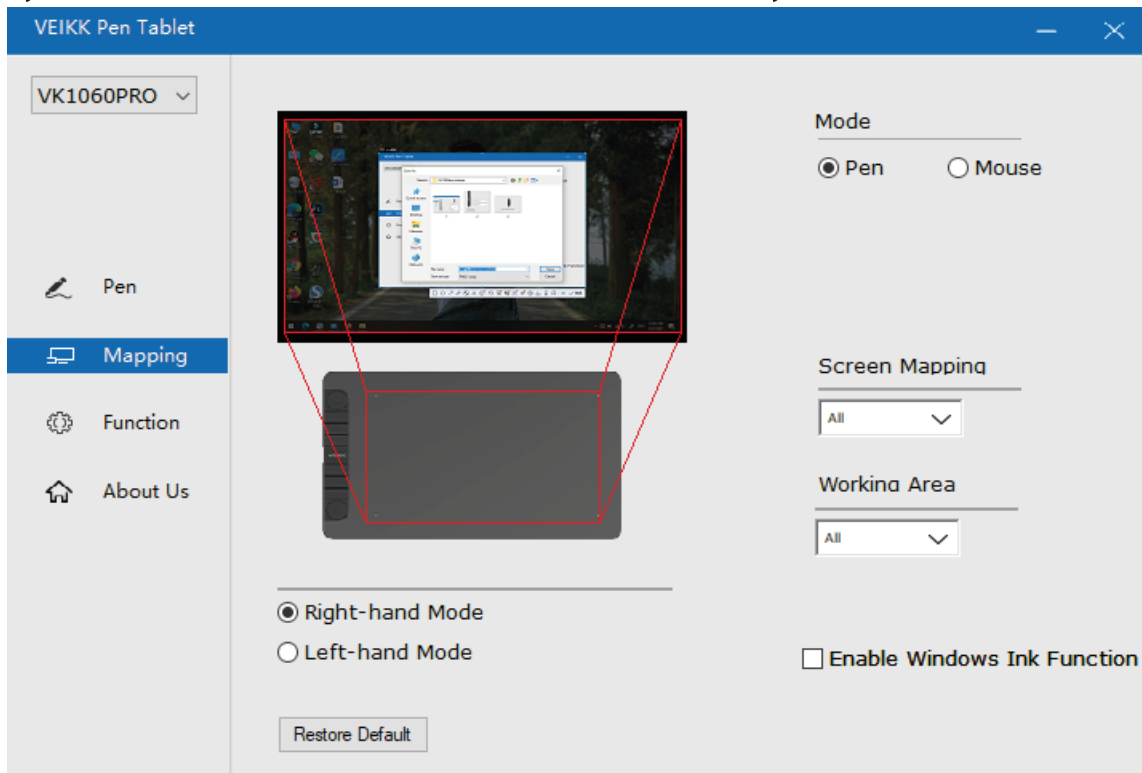 VEIKK Pen Tablet
VK1060PRO
Pen
Mapping
Function
About Us
Mode
Pen
Mouse
Screen Mapping
All
Working Area
All
Right-hand Mode
Left-hand Mode
Enable Windows Ink Function
Restore Default